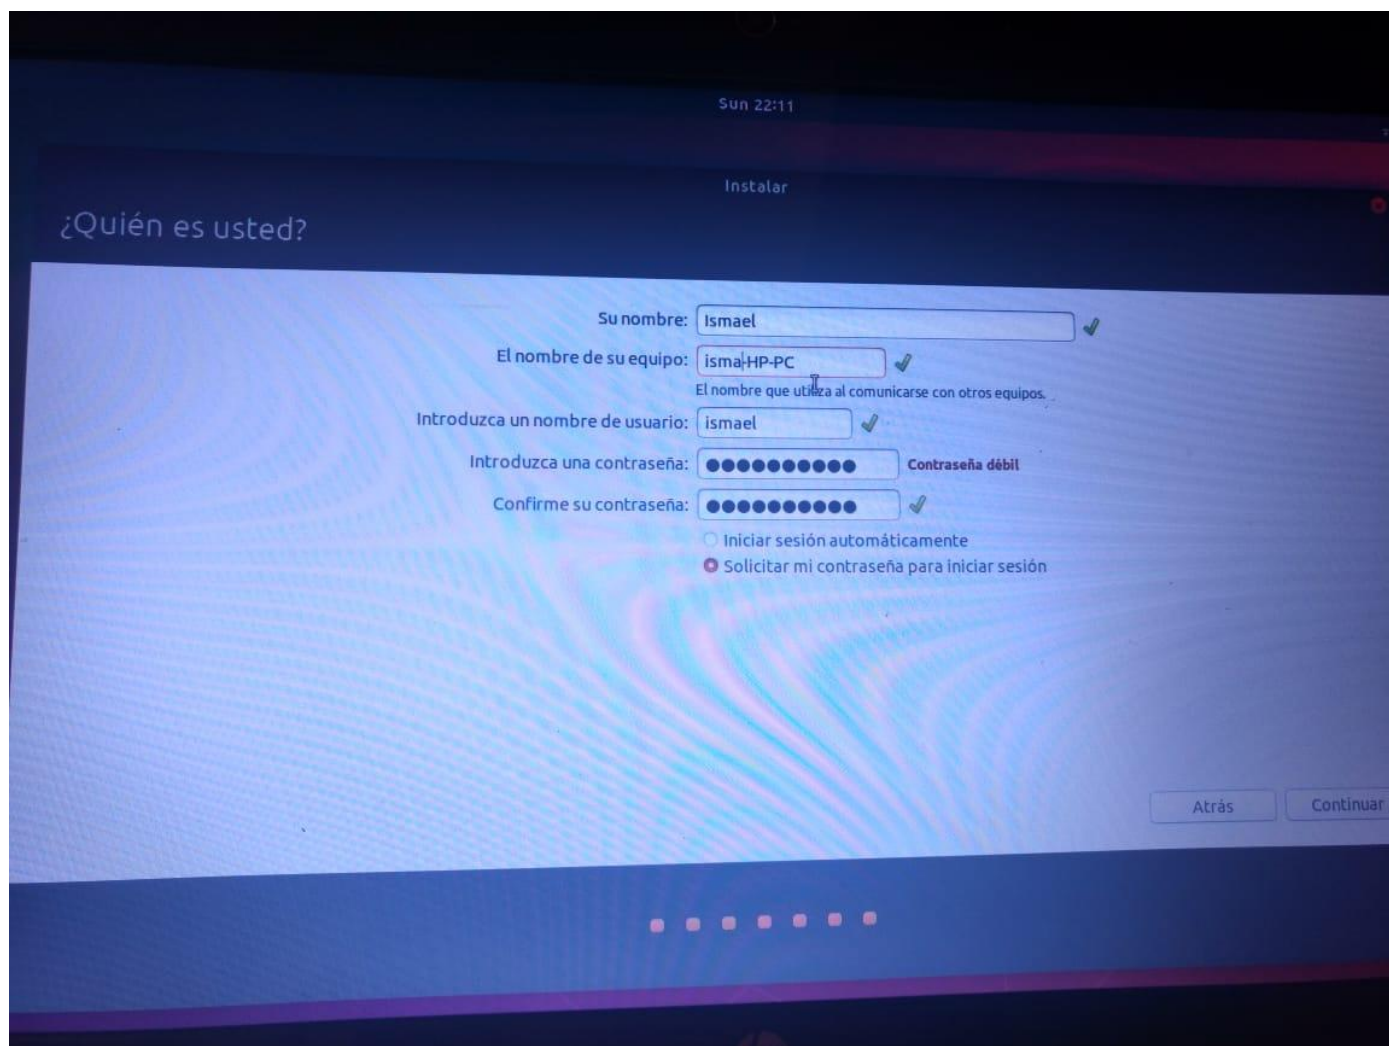 Sun 22:11
Instalar
¿Quién es usted?
Su nombre: Ismael
El nombre de su equipo: isma-HP-PC
El nombre que utiliza al comunicarse con otros equipos.
Introduzca un nombre de usuario: ismael
Introduzca una contraseña: ●●●●●●●●●● Contraseña débil
Confirme su contraseña: ●●●●●●●●●●
Iniciar sesión automáticamente
Solicitar mi contraseña para iniciar sesión
Atrás Continuar